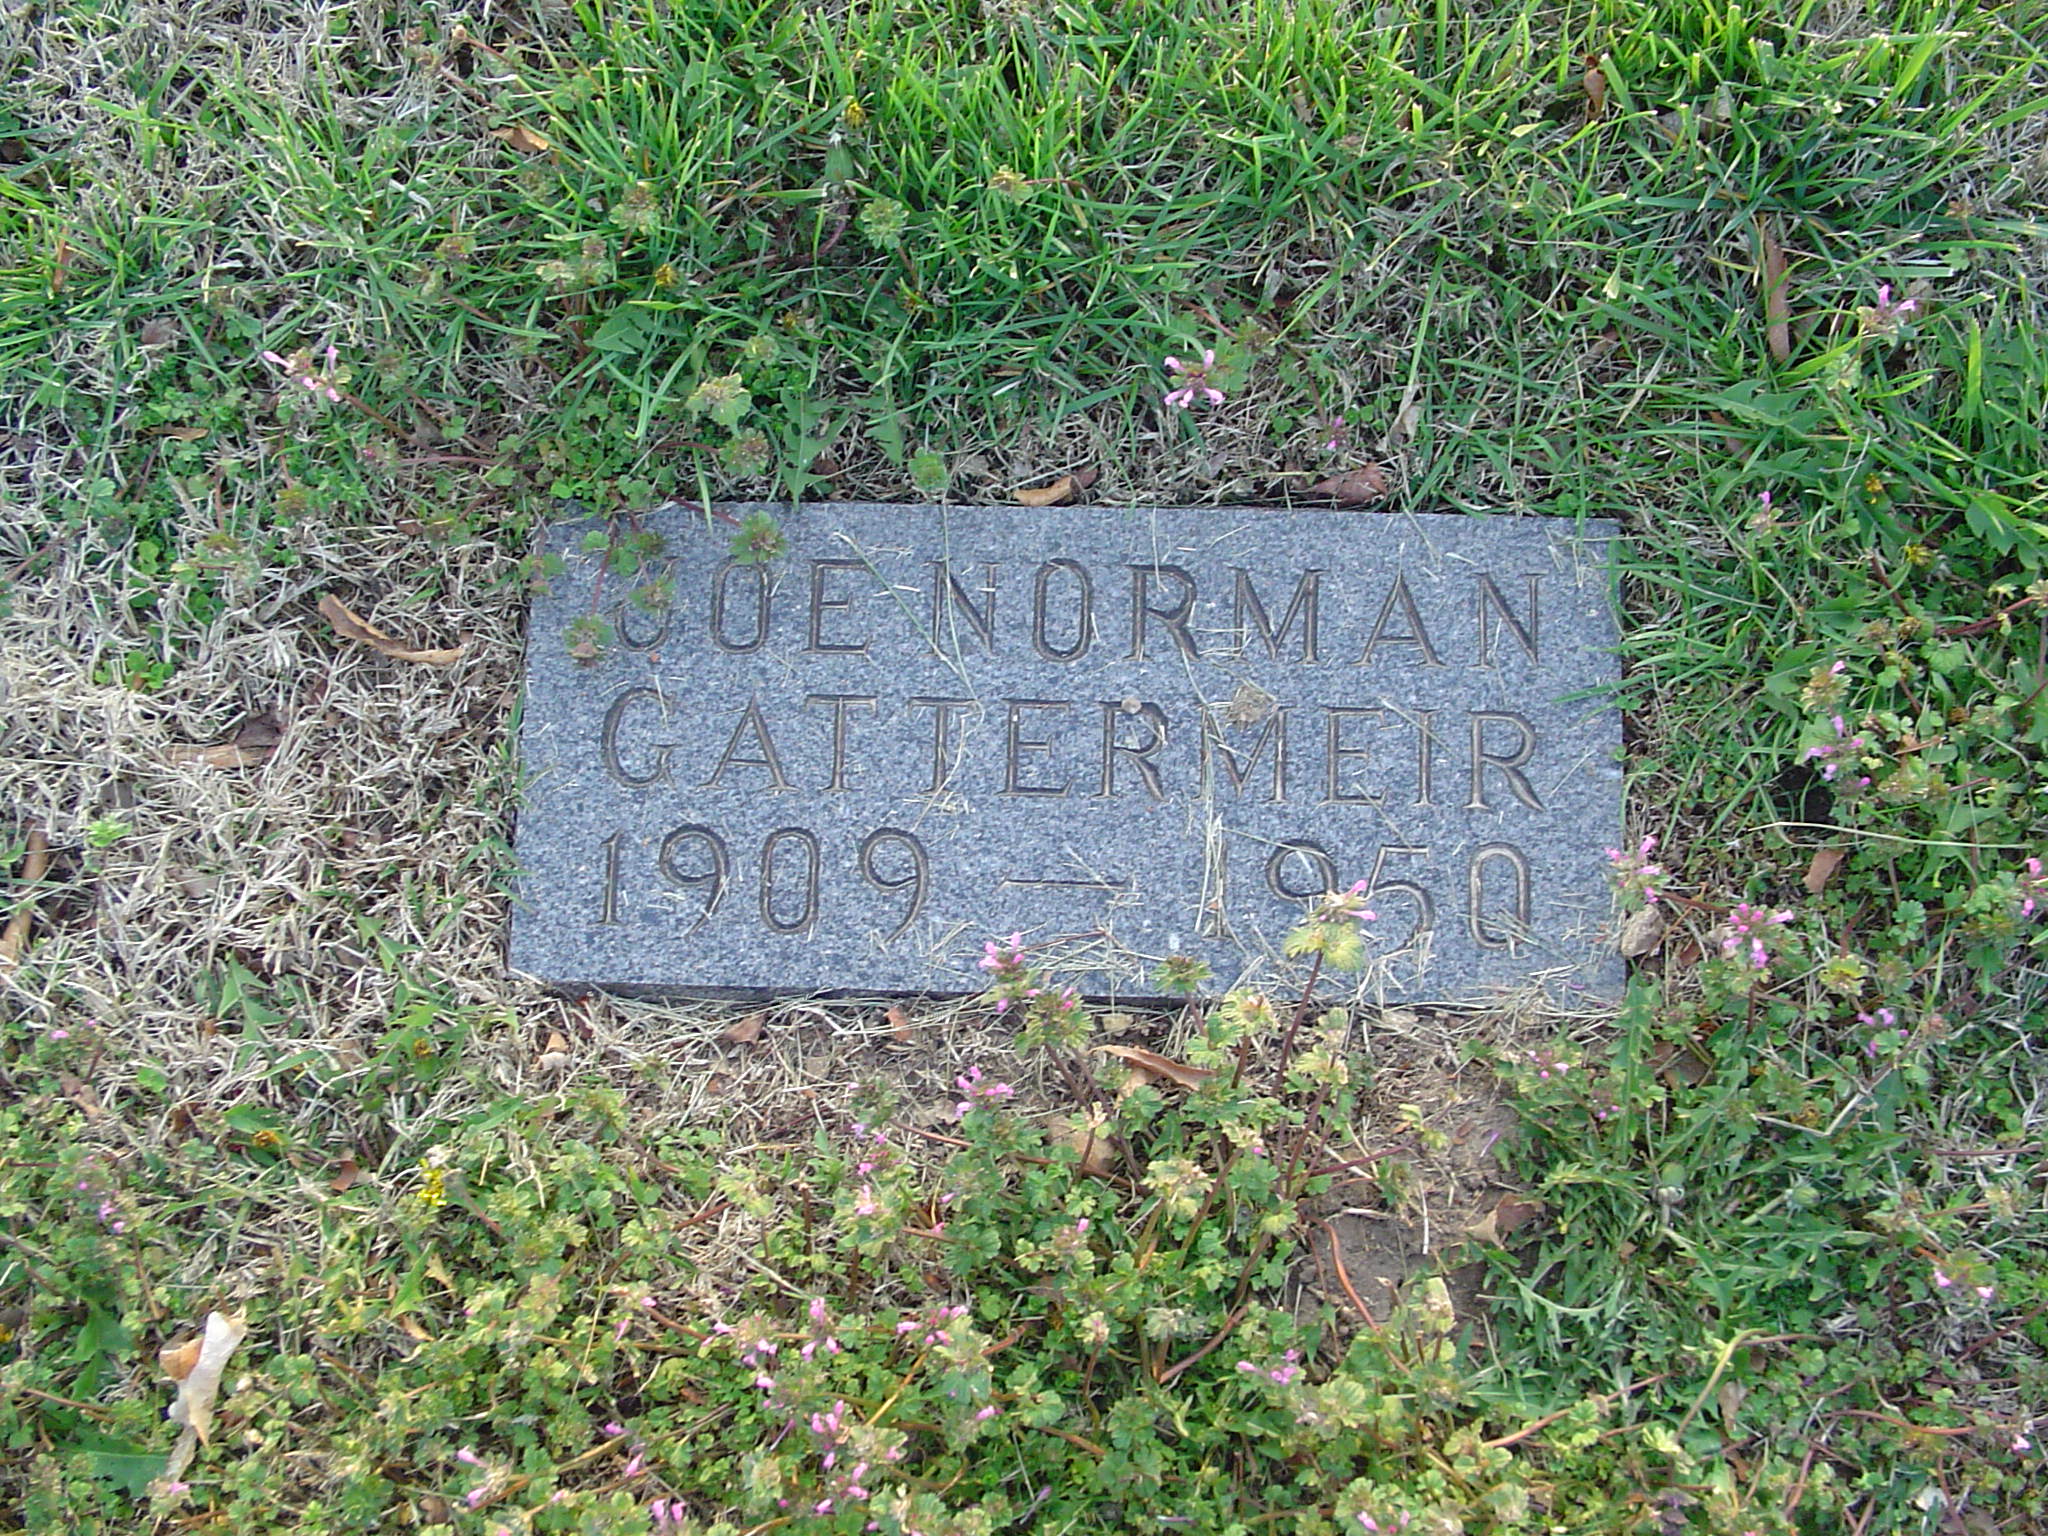 JOE NORMAN
GATTERMEIR
1909 — 1950